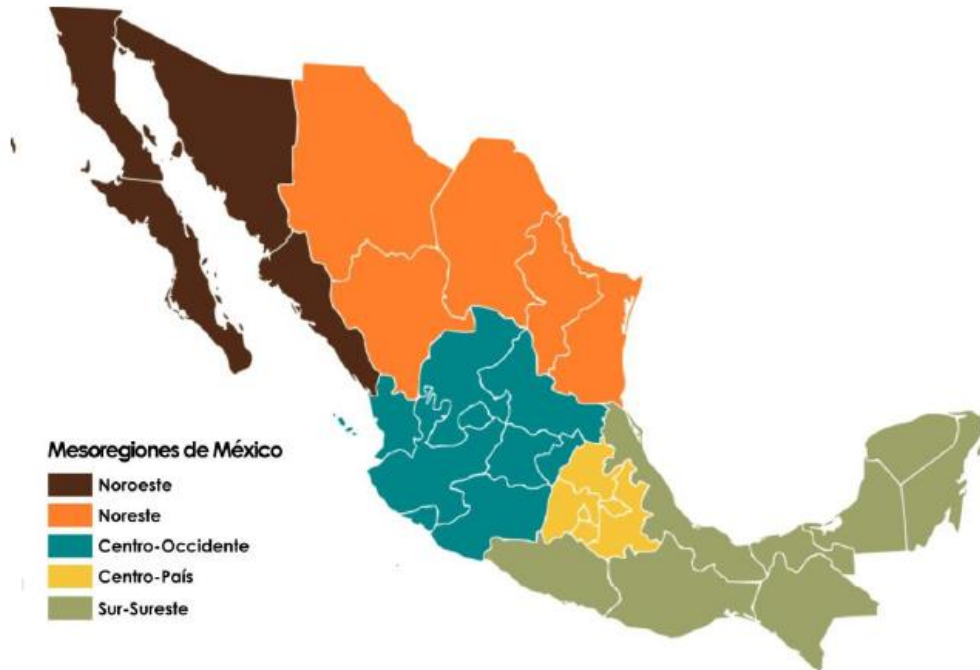 Mesoregiones de México
Noroeste
Noreste
Centro-Occidente
Centro-País
Sur-Sureste